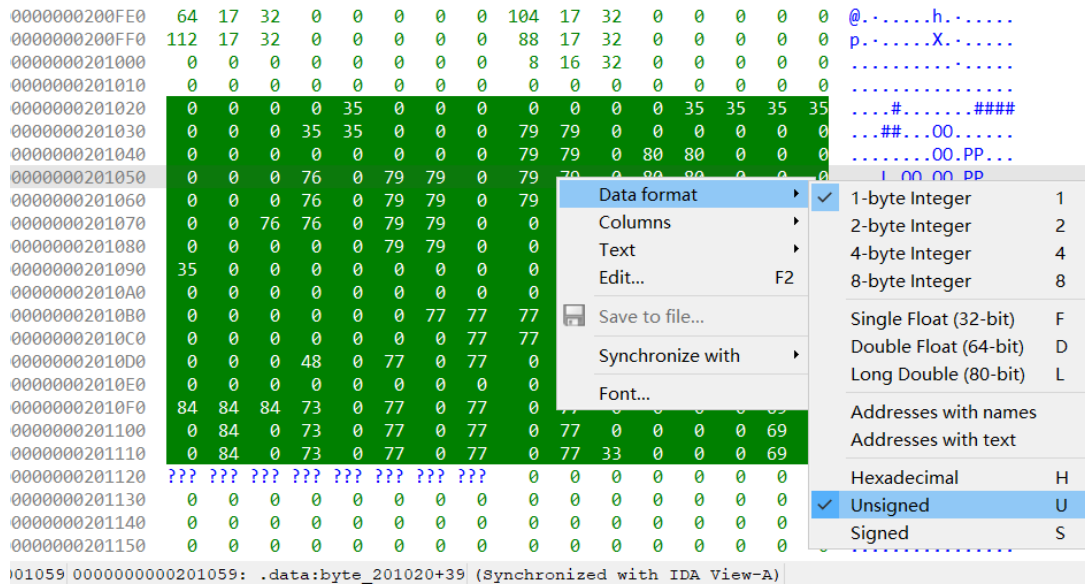 0000000200FE0 64 17 32 0 0 0 0 0 104 17 32 0 0 0 0 0 @.......h.......
0000000200FF0 112 17 32 0 0 0 0 0 88 17 32 0 0 0 0 0 p.......X.......
0000000201000 0 0 0 0 0 0 0 0 8 16 32 0 0 0 0 0 ................
0000000201010 0 0 0 0 0 0 0 0 0 0 0 0 0 0 0 0 ................
0000000201020 0 0 0 0 35 0 0 0 0 0 0 0 35 35 35 35 ....#.......####
0000000201030 0 0 0 35 35 0 0 0 79 79 0 0 0 0 0 0 ...##...OO......
0000000201040 0 0 0 0 0 0 0 0 79 79 0 80 80 0 0 0 ........OO.PP...
0000000201050 0 0 0 76 0 79 79 0 79 79 0 80 80 0 0 0 ...L.OO.OO.PP...
0000000201060 0 0 0 76 0 79 79 0 79
0000000201070 0 0 76 76 0 79 79 0 0
0000000201080 0 0 0 0 0 79 79 0 0
0000000201090 35 0 0 0 0 0 0 0 0
00000002010A0 0 0 0 0 0 0 0 0 0
00000002010B0 0 0 0 0 0 0 77 77 77
00000002010C0 0 0 0 0 0 0 0 77 77
00000002010D0 0 0 0 48 0 77 0 77 0
00000002010E0 0 0 0 0 0 0 0 0 0
00000002010F0 84 84 84 73 0 77 0 77 0 77 0 0 0 0 69
0000000201100 0 84 0 73 0 77 0 77 0 77 0 0 0 0 69
0000000201110 0 84 0 73 0 77 0 77 0 77 33 0 0 0 69
0000000201120 ??? ??? ??? ??? ??? ??? ??? ??? 0 0 0 0 0 0 0
0000000201130 0 0 0 0 0 0 0 0 0 0 0 0 0 0 0
0000000201140 0 0 0 0 0 0 0 0 0 0 0 0 0 0 0
0000000201150 0 0 0 0 0 0 0 0 0 0 0 0 0 0 0 0 ................
Data format
Columns
Text
Edit... F2
Save to file...
Synchronize with
Font...
1-byte Integer 1
2-byte Integer 2
4-byte Integer 4
8-byte Integer 8
Single Float (32-bit) F
Double Float (64-bit) D
Long Double (80-bit) L
Addresses with names
Addresses with text
Hexadecimal H
Unsigned U
Signed S
001059 0000000000201059: .data:byte_201020+39 (Synchronized with IDA View-A)